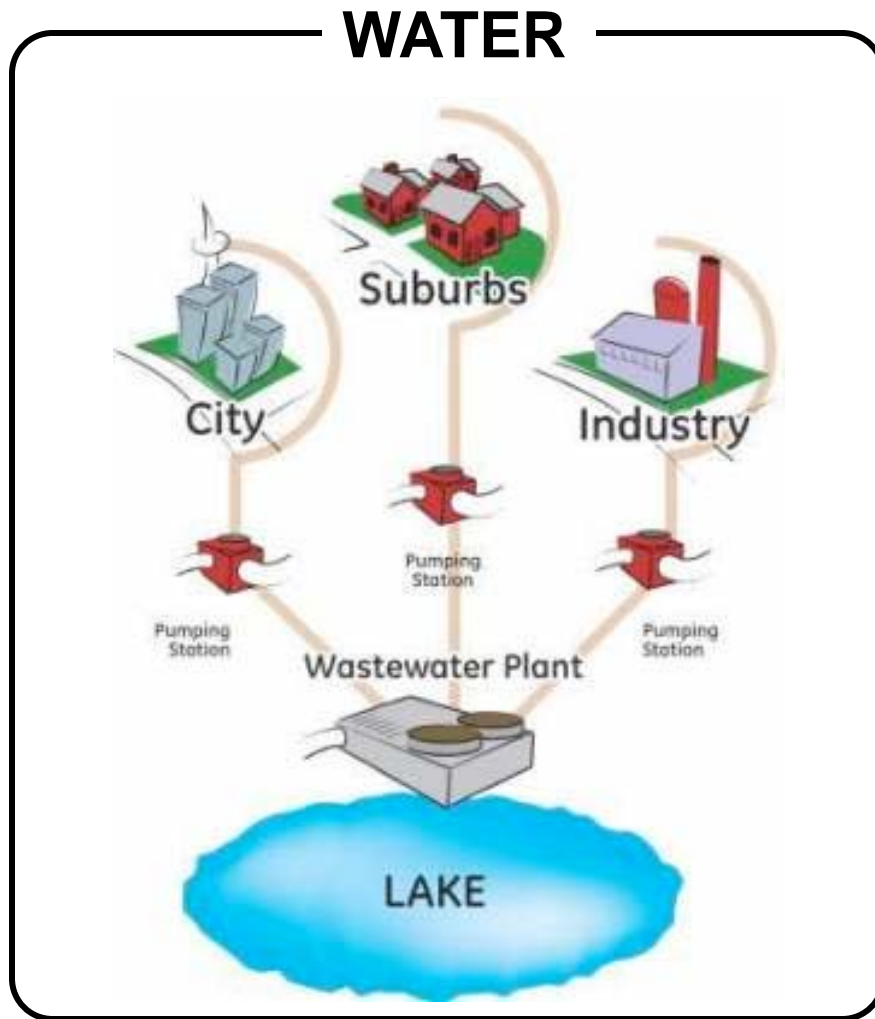 WATER
Suburbs
City
Industry
Pumping
Station
Pumping
Station
Pumping
Station
Wastewater Plant
LAKE